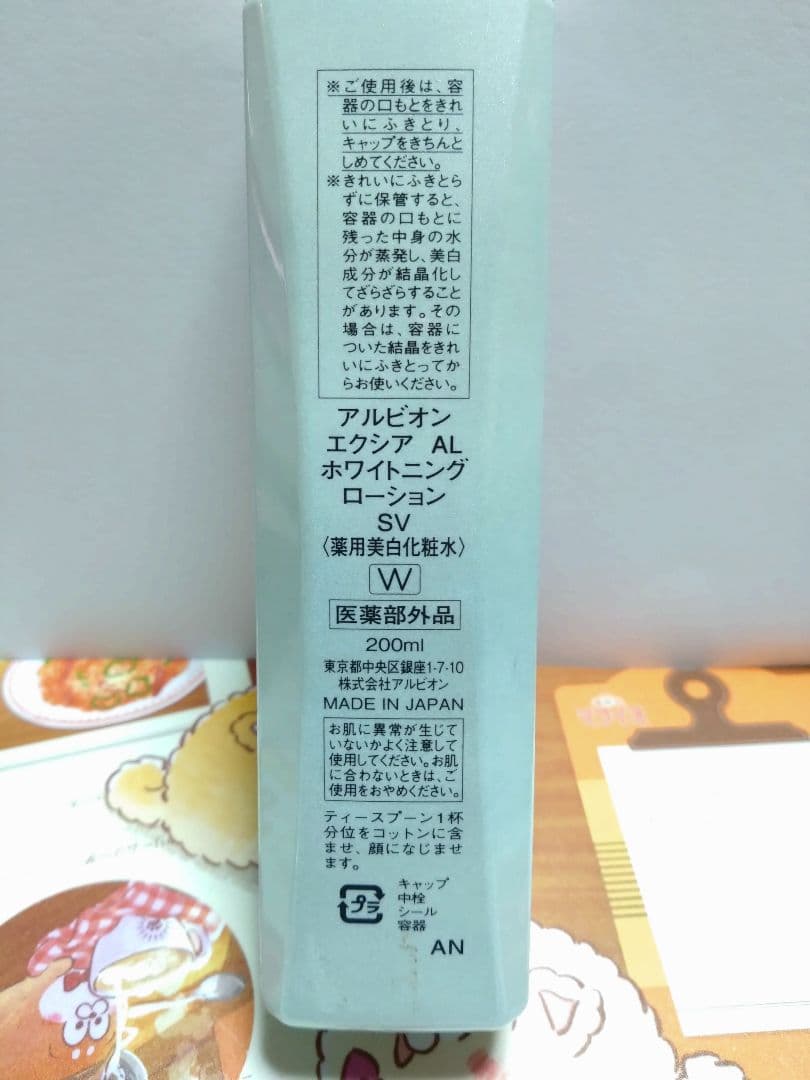 ※ご使用後は、容
器の口もとをきれ
いにふきとり、
キャップをきちんと
しめてください。
※きれいにふきとら
ずに保管すると、
容器の口もとに
残った中身の水
分が蒸発し、美白
成分が結晶化し
てざらざらすること
があります。その
場合は、容器に
ついた結晶をきれ
いにふきとってか
らお使いください。
アルビオン
エクシア AL
ホワイトニング
ローション
SV
〈薬用美白化粧水〉
W
医薬部外品
200ml
東京都中央区銀座1-7-10
株式会社アルビオン
MADE IN JAPAN
お肌に異常が生じて
いないかよく注意して
使用してください。お肌
に合わないときは、ご
使用をおやめください。
ティースプーン1杯
分位をコットンに含
ませ、顔になじませ
ます。
プラ
キャップ
中栓
シール
容器
AN